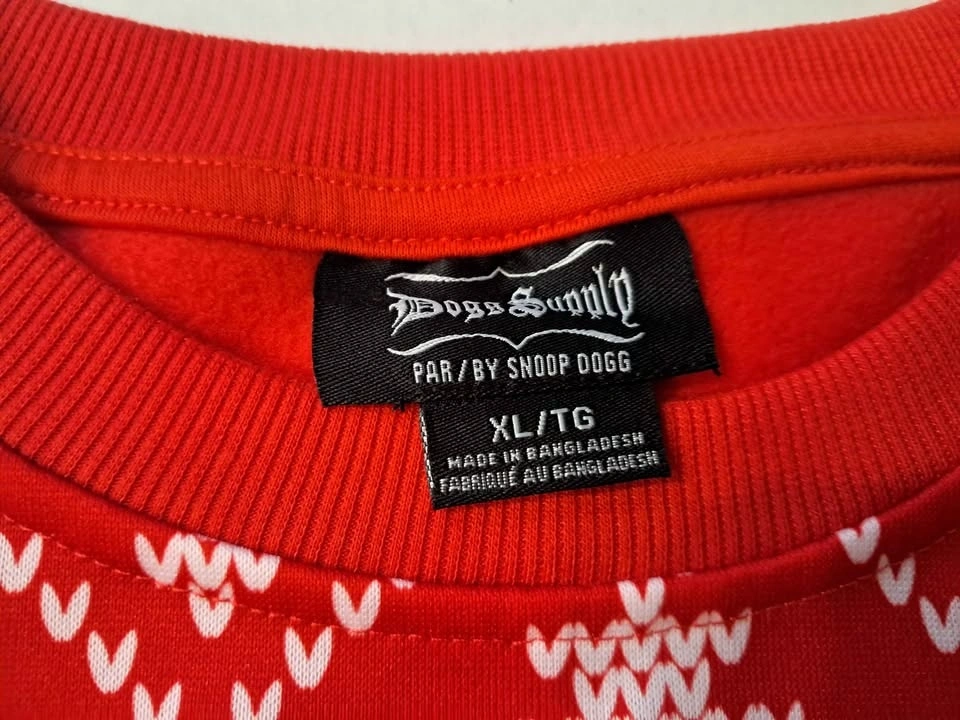 Dogg Supply
PAR/BY SNOOP DOGG
XL/TG
MADE IN BANGLADESH
FABRIQUÉ AU BANGLADESH